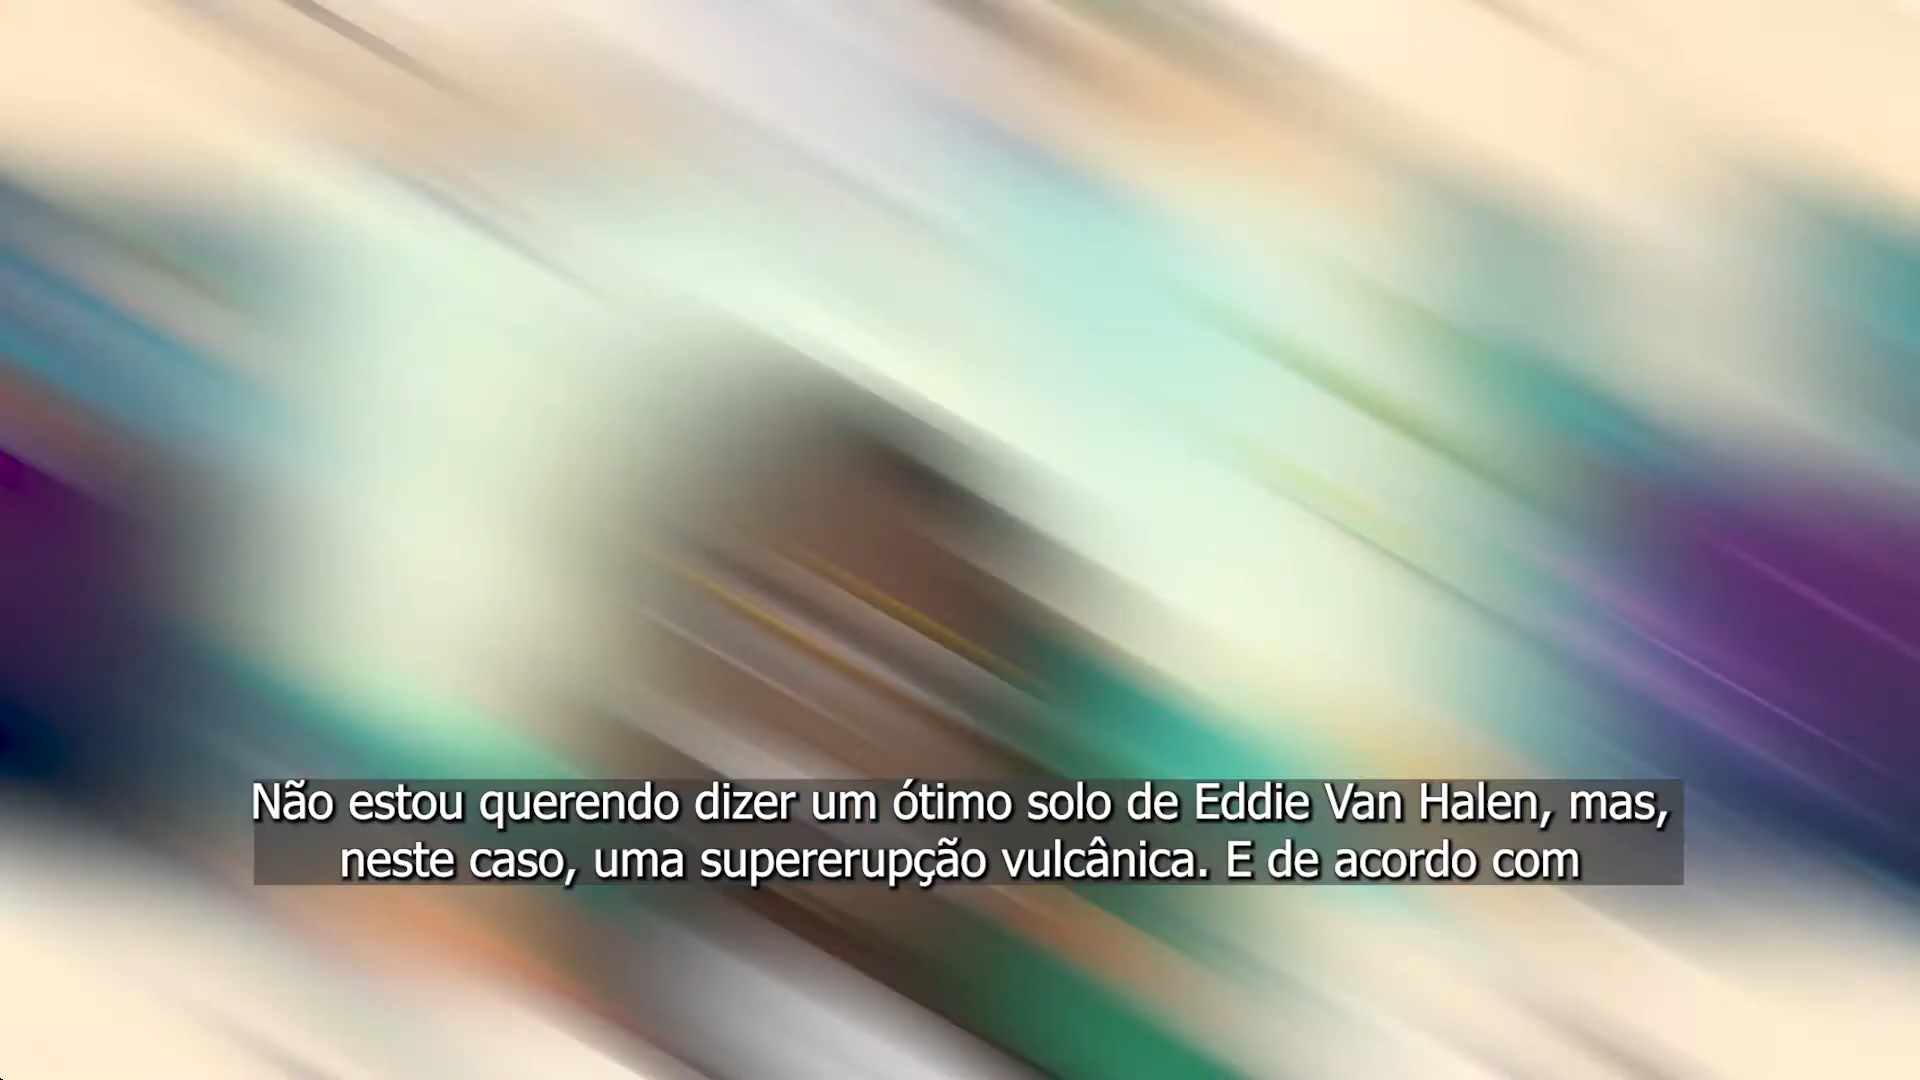 Não estou querendo dizer um ótimo solo de Eddie Van Halen, mas,
neste caso, uma supererupção vulcânica. E de acordo com